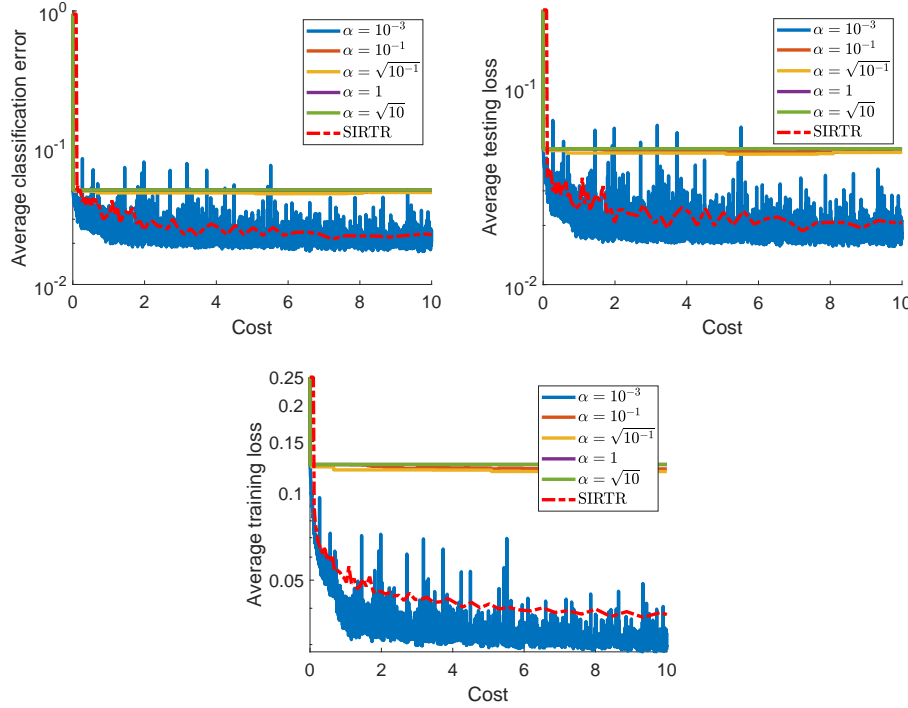 10^0
10^-1
10^-2
Average classification error
0 2 4 6 8 10
Cost
α = 10^-3
α = 10^-1
α = √10^-1
α = 1
α = √10
SIRTR
10^-1
10^-2
Average testing loss
0 2 4 6 8 10
Cost
α = 10^-3
α = 10^-1
α = √10^-1
α = 1
α = √10
SIRTR
0.25
0.2
0.15
0.1
0.05
Average training loss
0 2 4 6 8 10
Cost
α = 10^-3
α = 10^-1
α = √10^-1
α = 1
α = √10
SIRTR